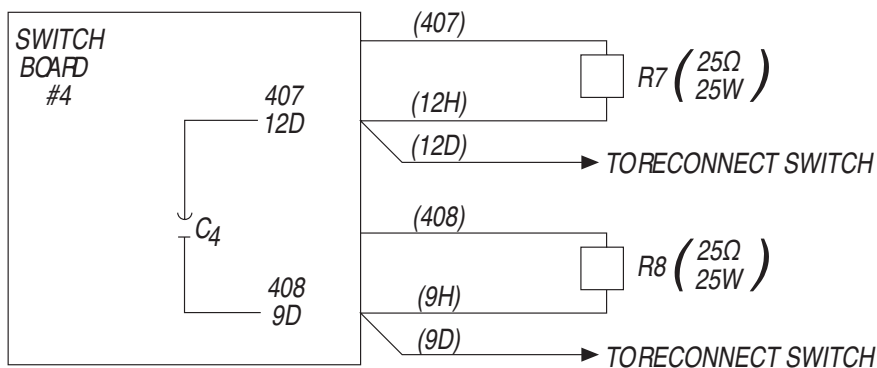 SWITCH
BOARD
#4
407
12D
C4
408
9D
(407)
R7 (25Ω
25W)
(12H)
(12D)
TO RECONNECT SWITCH
(408)
R8 (25Ω
25W)
(9H)
(9D)
TO RECONNECT SWITCH